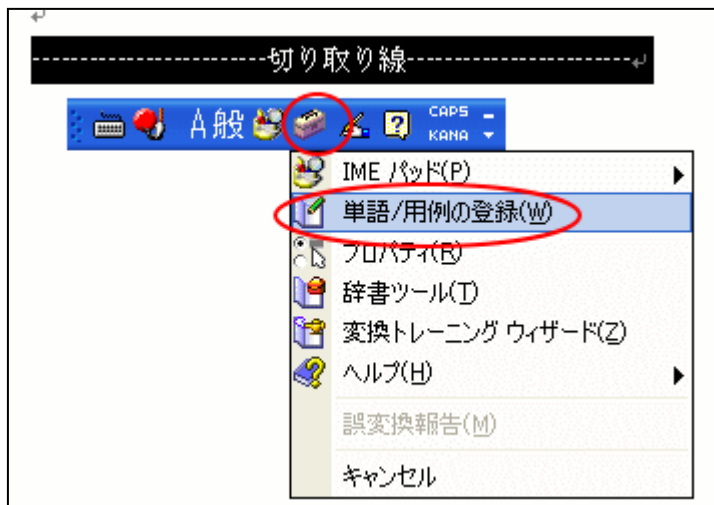 -----------------------切り取り線----------------------
A 般 CAPS
KANA
IME パッド(P)
単語/用例の登録(W)
プロパティ(R)
辞書ツール(T)
変換トレーニング ウィザード(Z)
ヘルプ(H)
誤変換報告(M)
キャンセル